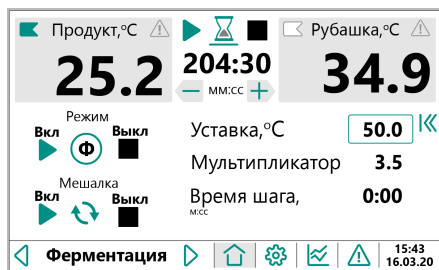 Продукт,°С
Рубашка,°С
25.2
204:30
мм:сс
34.9
Режим
Вкл
Ф
Выкл
Мешалка
Вкл
Выкл
Уставка,°С
50.0
Мультипликатор
3.5
Время шага,
м:сс
0:00
Ферментация
15:43
16.03.20